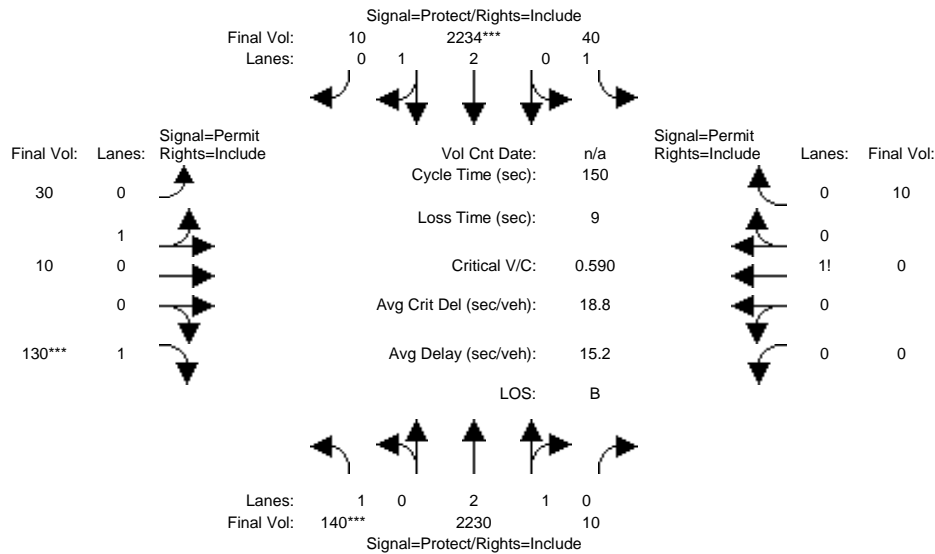 Signal=Protect/Rights=Include
Final Vol: 10 2234*** 40
Lanes: 0 1 2 0 1
Signal=Permit Signal=Permit
Final Vol: Lanes: Rights=Include Vol Cnt Date: n/a Rights=Include Lanes: Final Vol:
Cycle Time (sec): 150
30 0 0 10
Loss Time (sec): 9
1 0
10 0 Critical V/C: 0.590 1! 0
0 Avg Crit Del (sec/veh): 18.8 0
130*** 1 Avg Delay (sec/veh): 15.2 0 0
LOS: B
Lanes: 1 0 2 1 0
Final Vol: 140*** 2230 10
Signal=Protect/Rights=Include